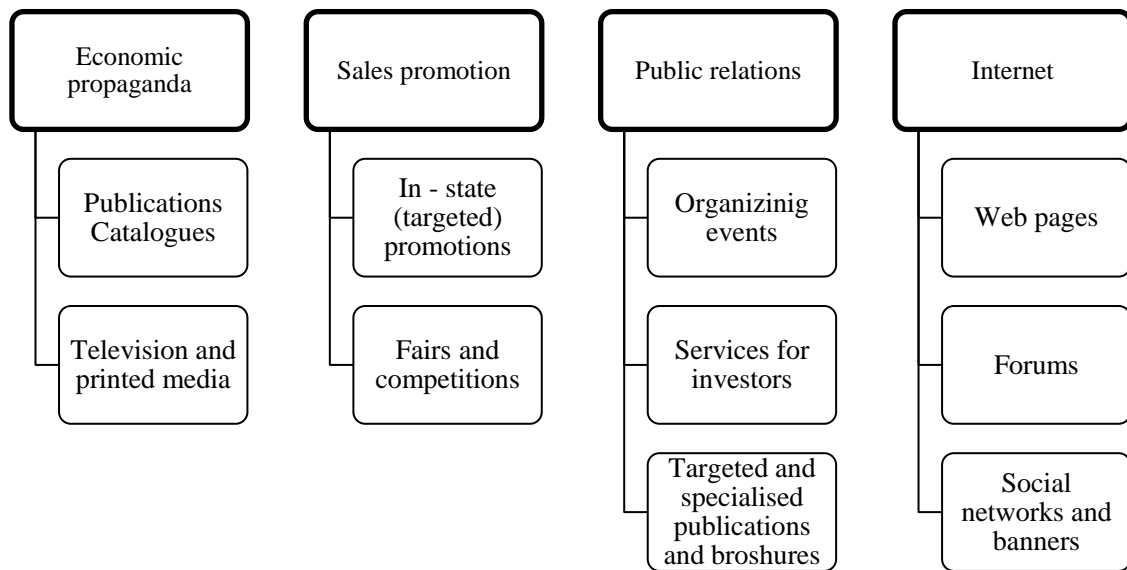 Economic
propaganda
Publications
Catalogues
Television and
printed media
Sales promotion
In - state
(targeted)
promotions
Fairs and
competitions
Public relations
Organizinig
events
Services for
investors
Targeted and
specialised
publications
and broshures
Internet
Web pages
Forums
Social
networks and
banners